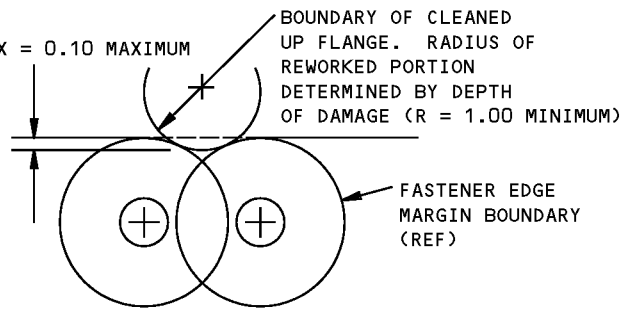 BOUNDARY OF CLEANED
UP FLANGE. RADIUS OF
REWORKED PORTION
DETERMINED BY DEPTH
OF DAMAGE (R = 1.00 MINIMUM)
X = 0.10 MAXIMUM
FASTENER EDGE
MARGIN BOUNDARY
(REF)